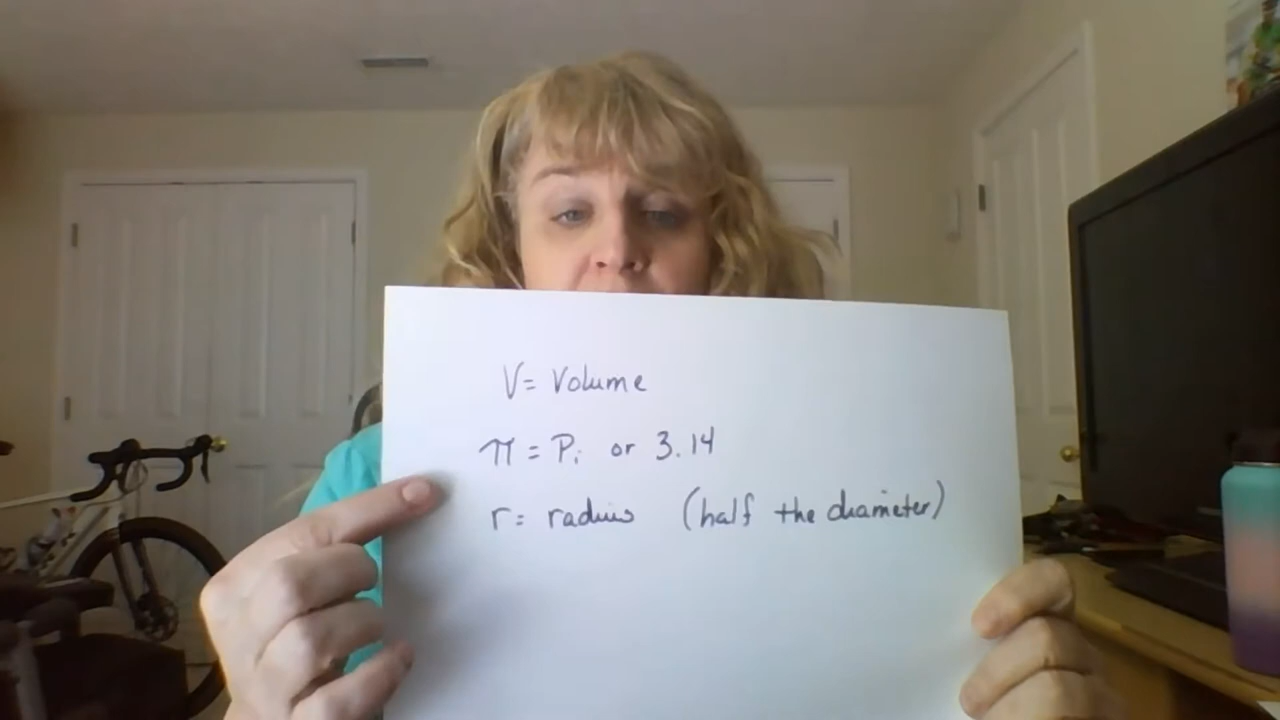 V= Volume
π = Pi or 3.14
r= radius (half the diameter)